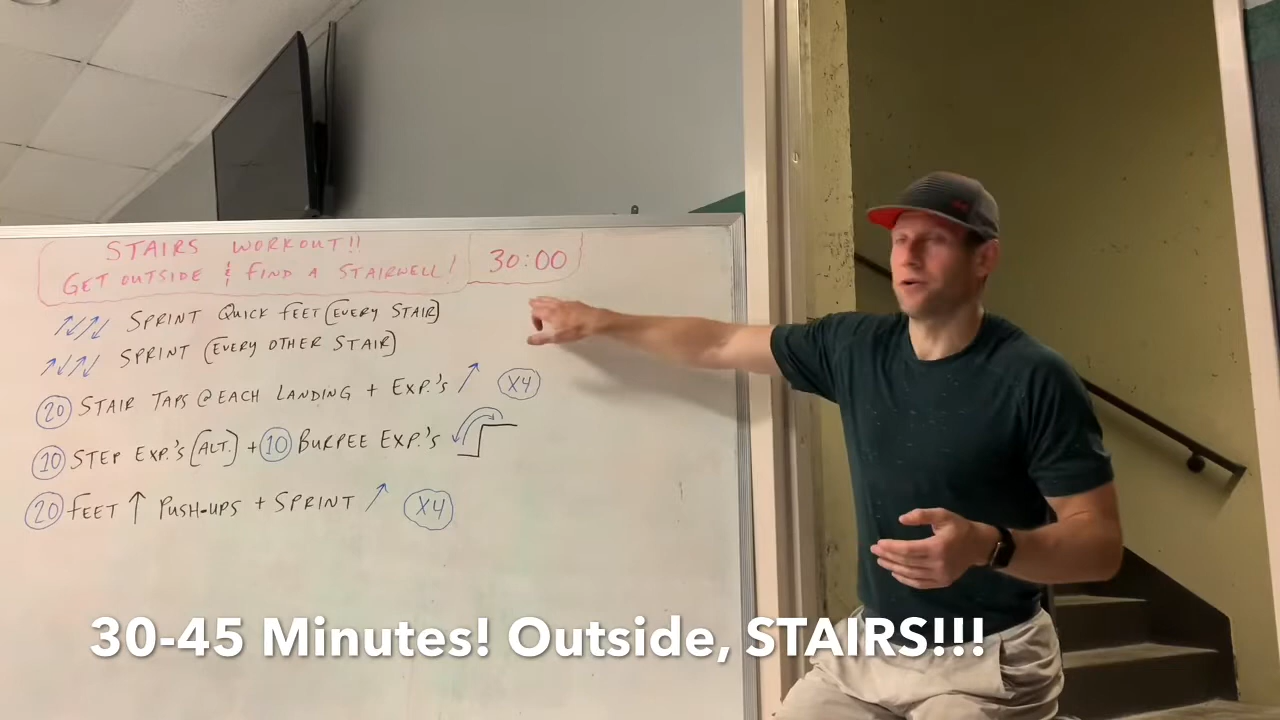 STAIRS WORKOUT!!
GET OUTSIDE & FIND A STAIRWELL!
30:00
↑↓↑↓ SPRINT QUICK FEET (EVERY STAIR)
↑↓↑↓ SPRINT (EVERY OTHER STAIR)
20 STAIR TAPS @ EACH LANDING + EXP.'S ↑ X4
10 STEP EXP.'S (ALT.) + 10 BURPEE EXP.'S
20 FEET ↑ PUSH-UPS + SPRINT ↑ X4
30-45 Minutes! Outside, STAIRS!!!